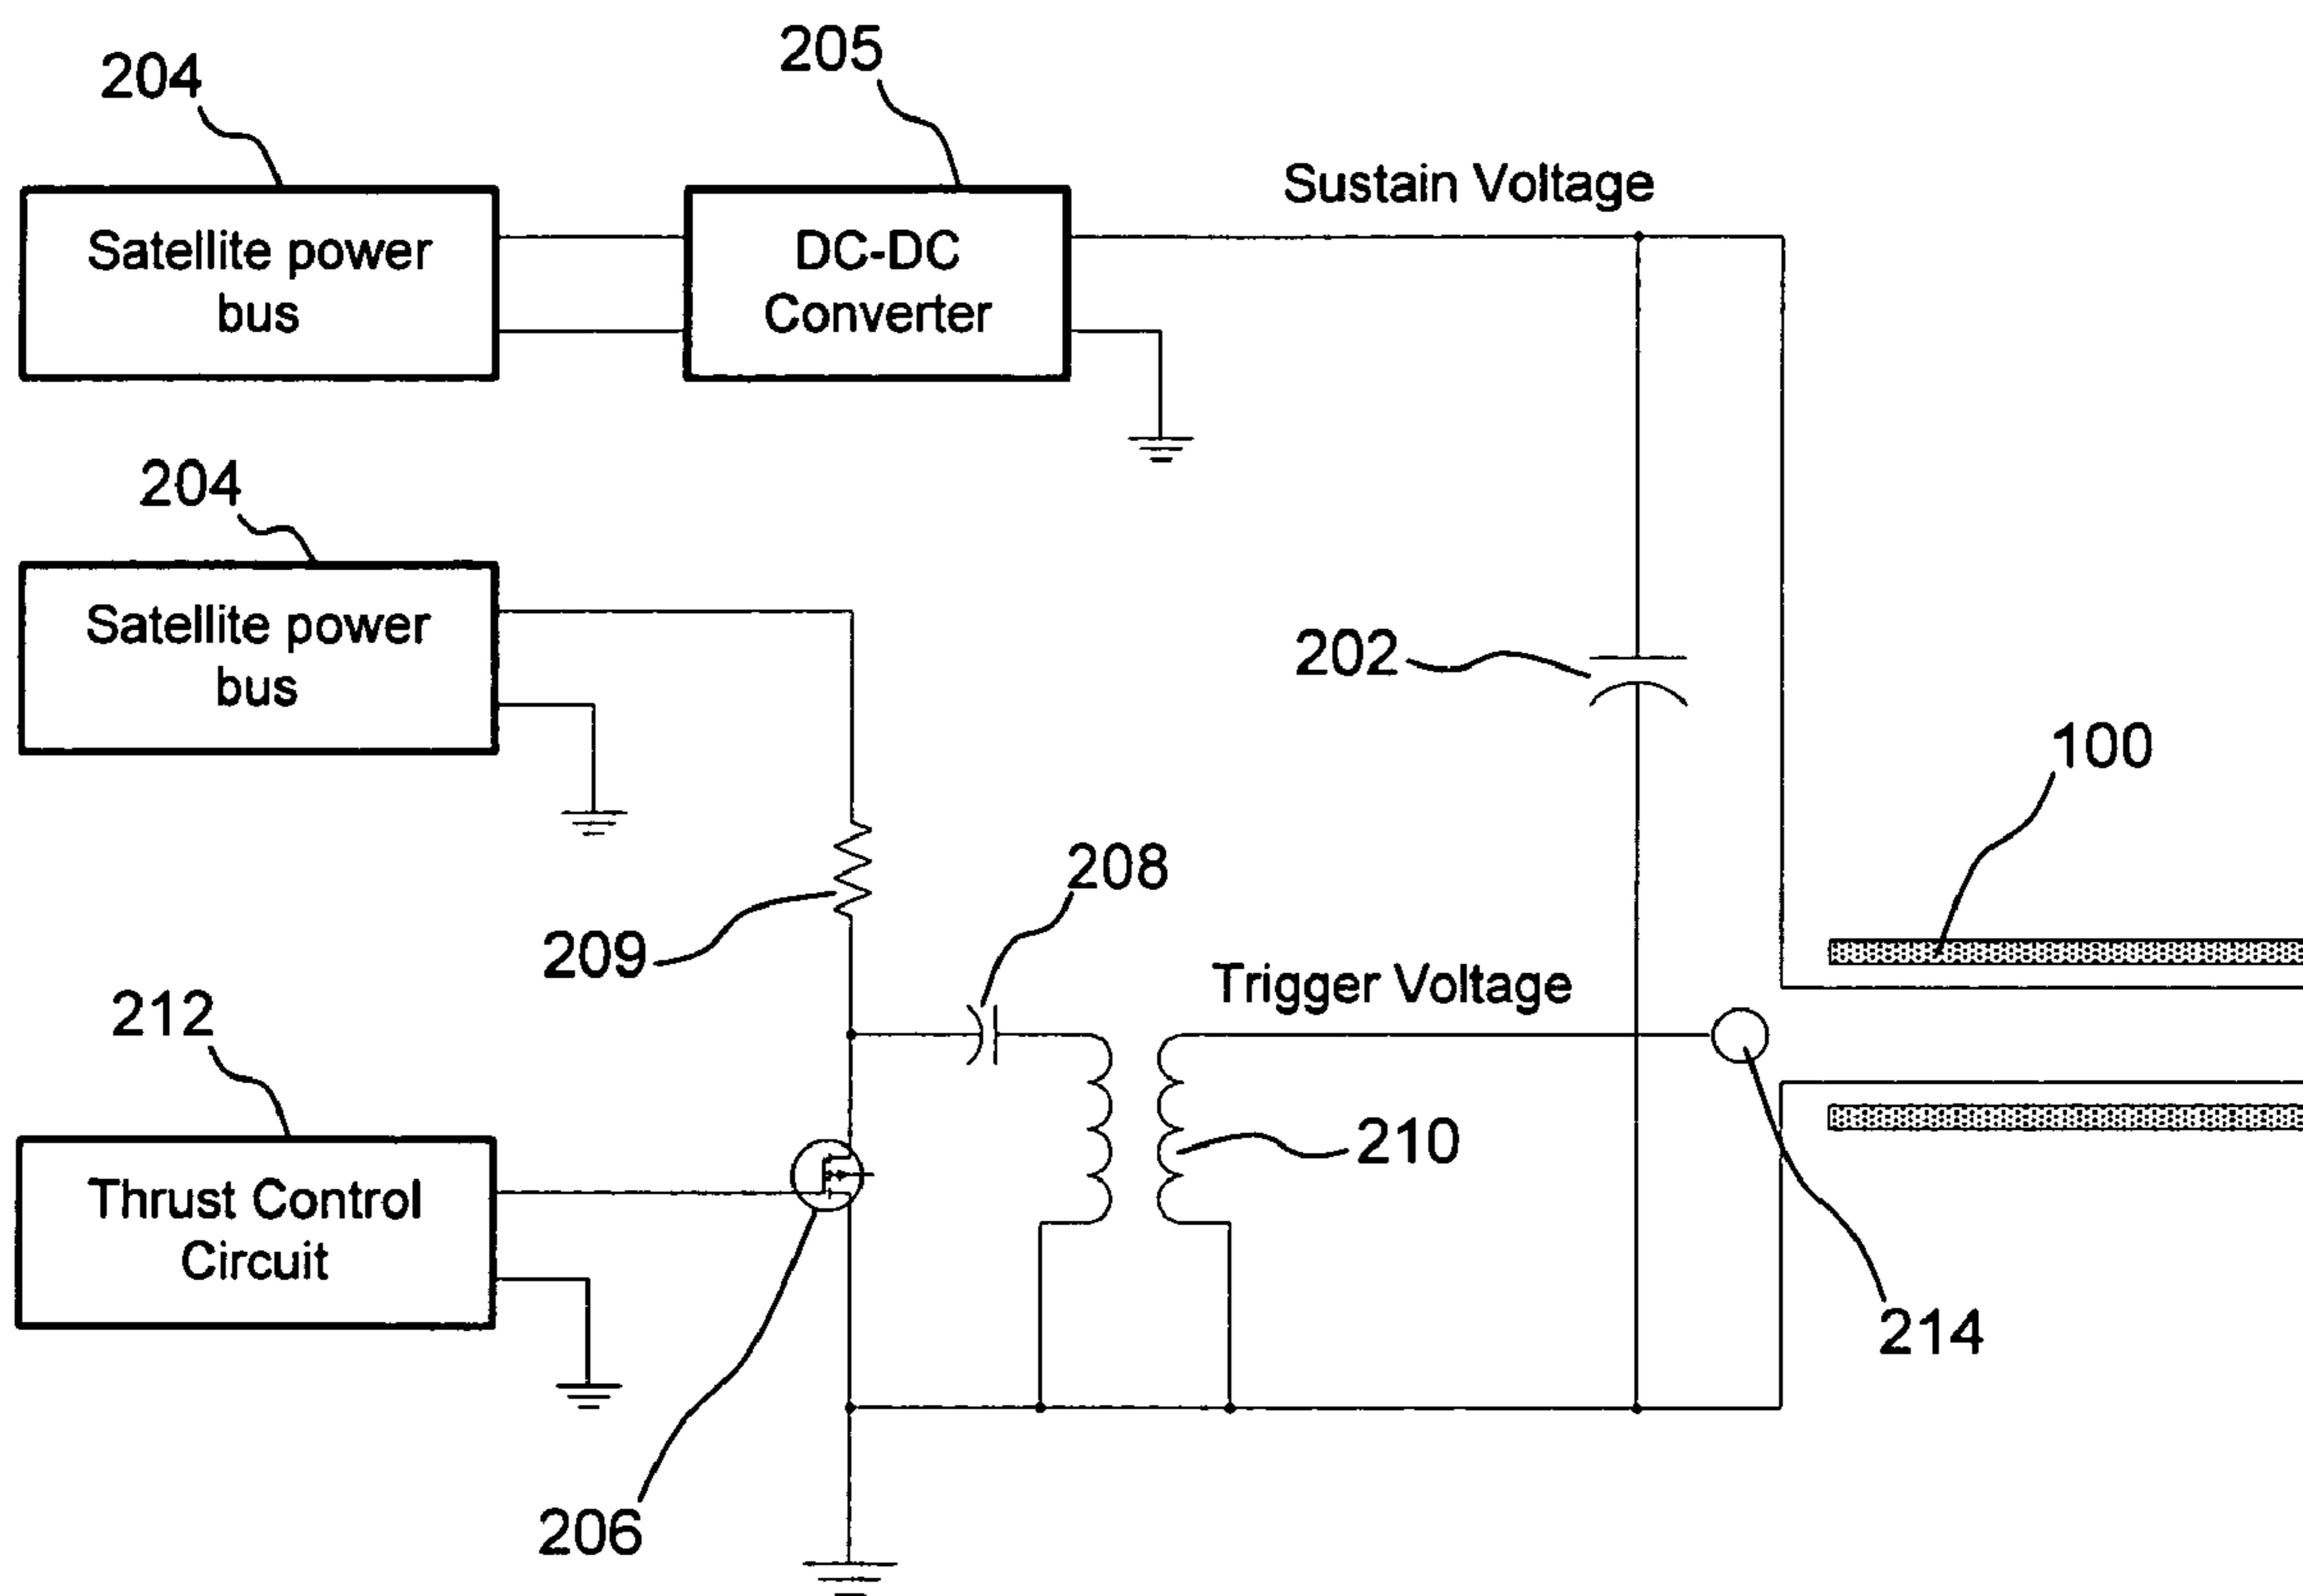 204
205
Satellite power
bus
DC-DC
Converter
Sustain Voltage
204
Satellite power
bus
202
100
209
208
Trigger Voltage
212
Thrust Control
Circuit
210
214
206